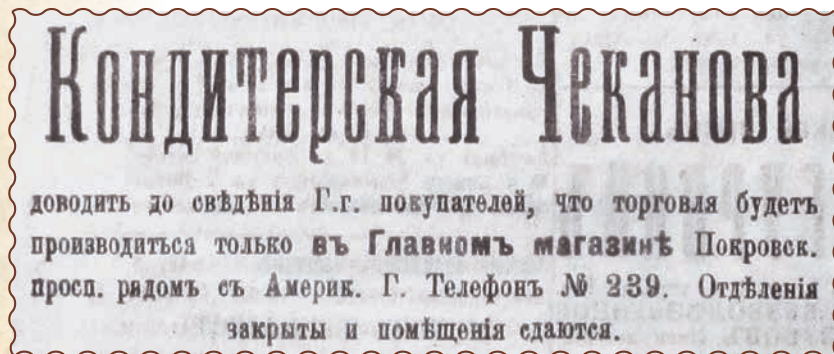 Кондитерская Чеканова
доводить до свѣдѣнія Г.г. покупателей, что торговля будетъ
производиться только въ Главномъ магазинѣ Покровск.
просп. рядомъ съ Америк. Г. Телефонъ № 239. Отдѣленія
закрыты и помѣщенія сдаются.